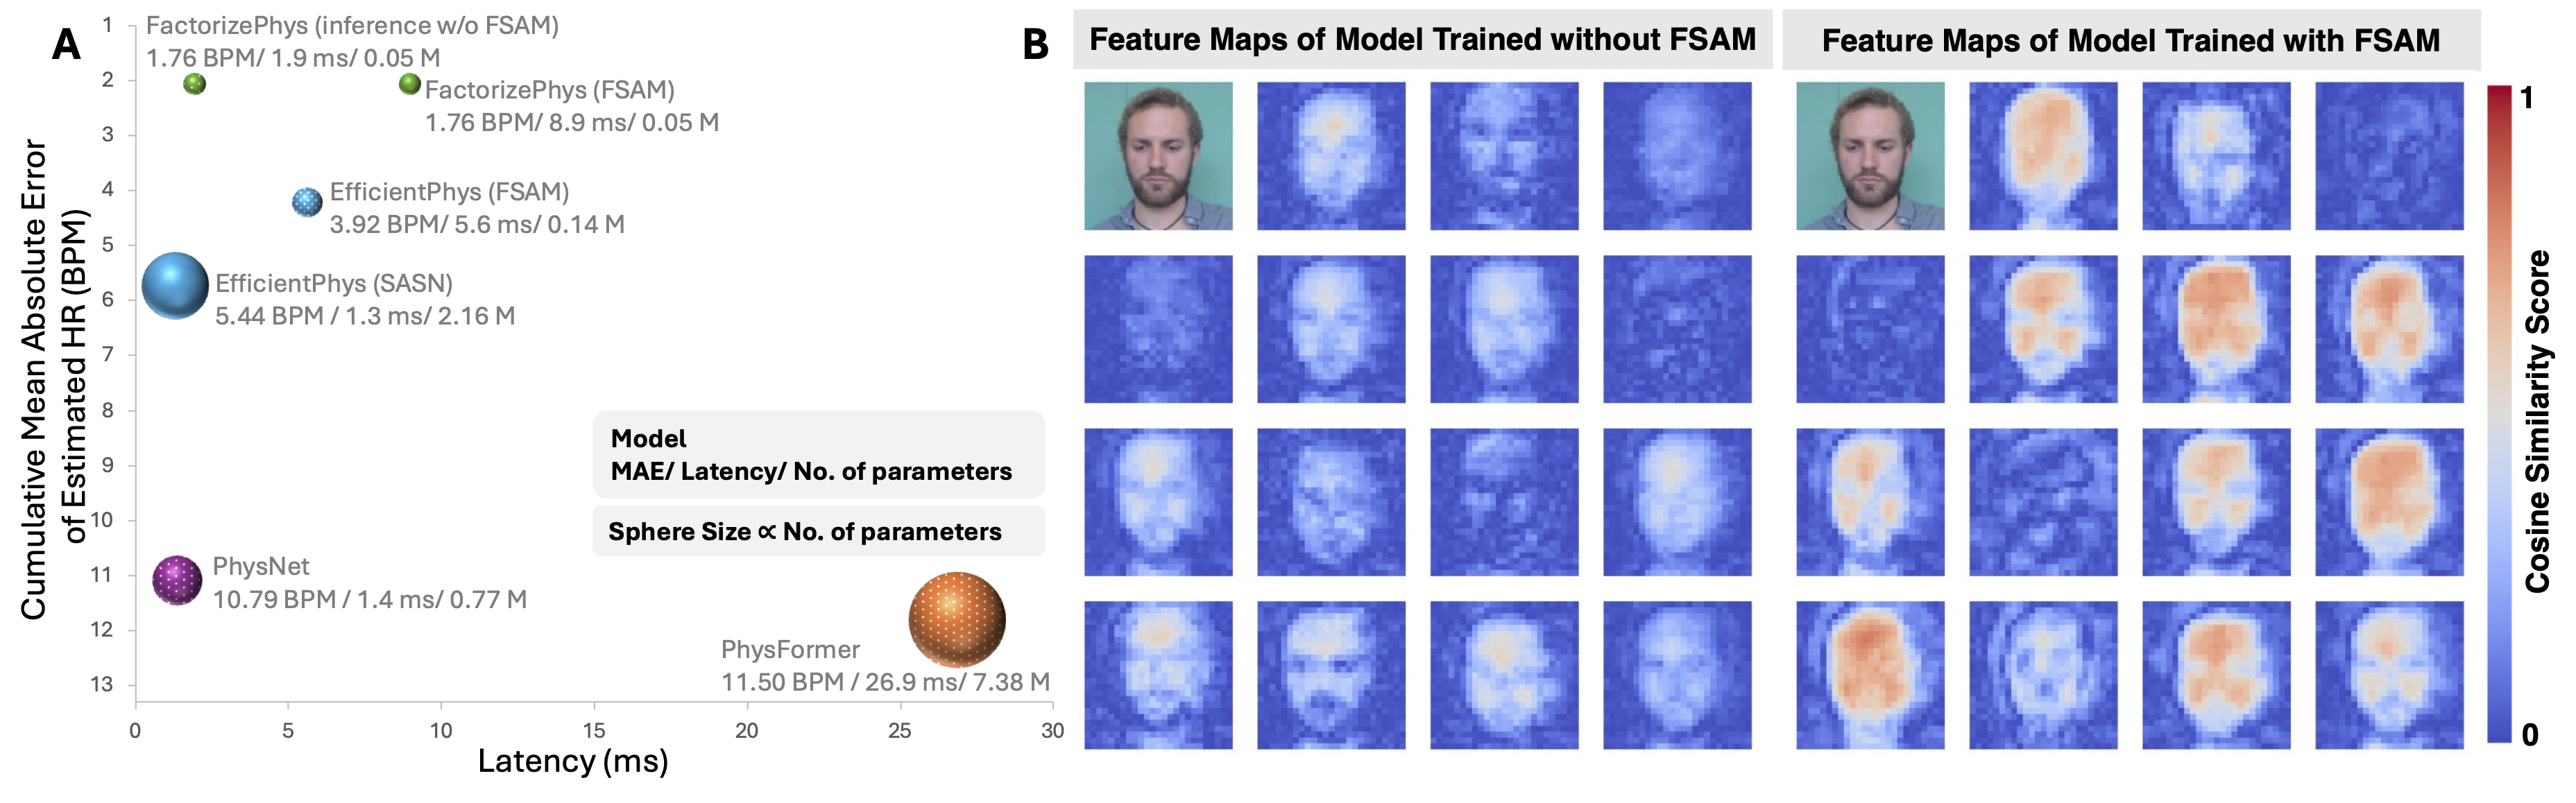 A
FactorizePhys (inference w/o FSAM)
1.76 BPM/ 1.9 ms/ 0.05 M
FactorizePhys (FSAM)
1.76 BPM/ 8.9 ms/ 0.05 M
EfficientPhys (FSAM)
3.92 BPM/ 5.6 ms/ 0.14 M
EfficientPhys (SASN)
5.44 BPM / 1.3 ms/ 2.16 M
Model
MAE/ Latency/ No. of parameters
Sphere Size ∝ No. of parameters
PhysNet
10.79 BPM / 1.4 ms/ 0.77 M
PhysFormer
11.50 BPM / 26.9 ms/ 7.38 M
Cumulative Mean Absolute Error
of Estimated HR (BPM)
1
2
3
4
5
6
7
8
9
10
11
12
13
0 5 10 15 20 25 30
Latency (ms)
B
Feature Maps of Model Trained without FSAM
Feature Maps of Model Trained with FSAM
1
Cosine Similarity Score
0